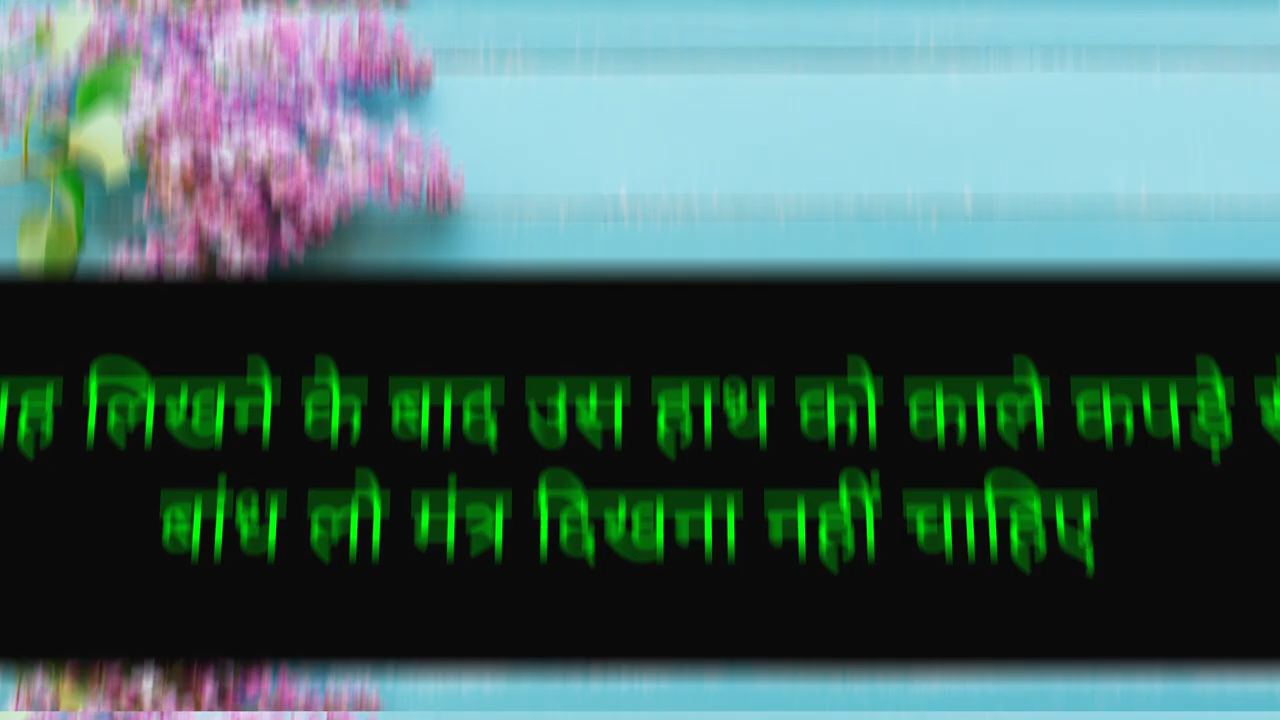 लिखने के बाद उस हाथ को काले कपड़े
बांध लो मंत्र दिखना नहीं चाहिए